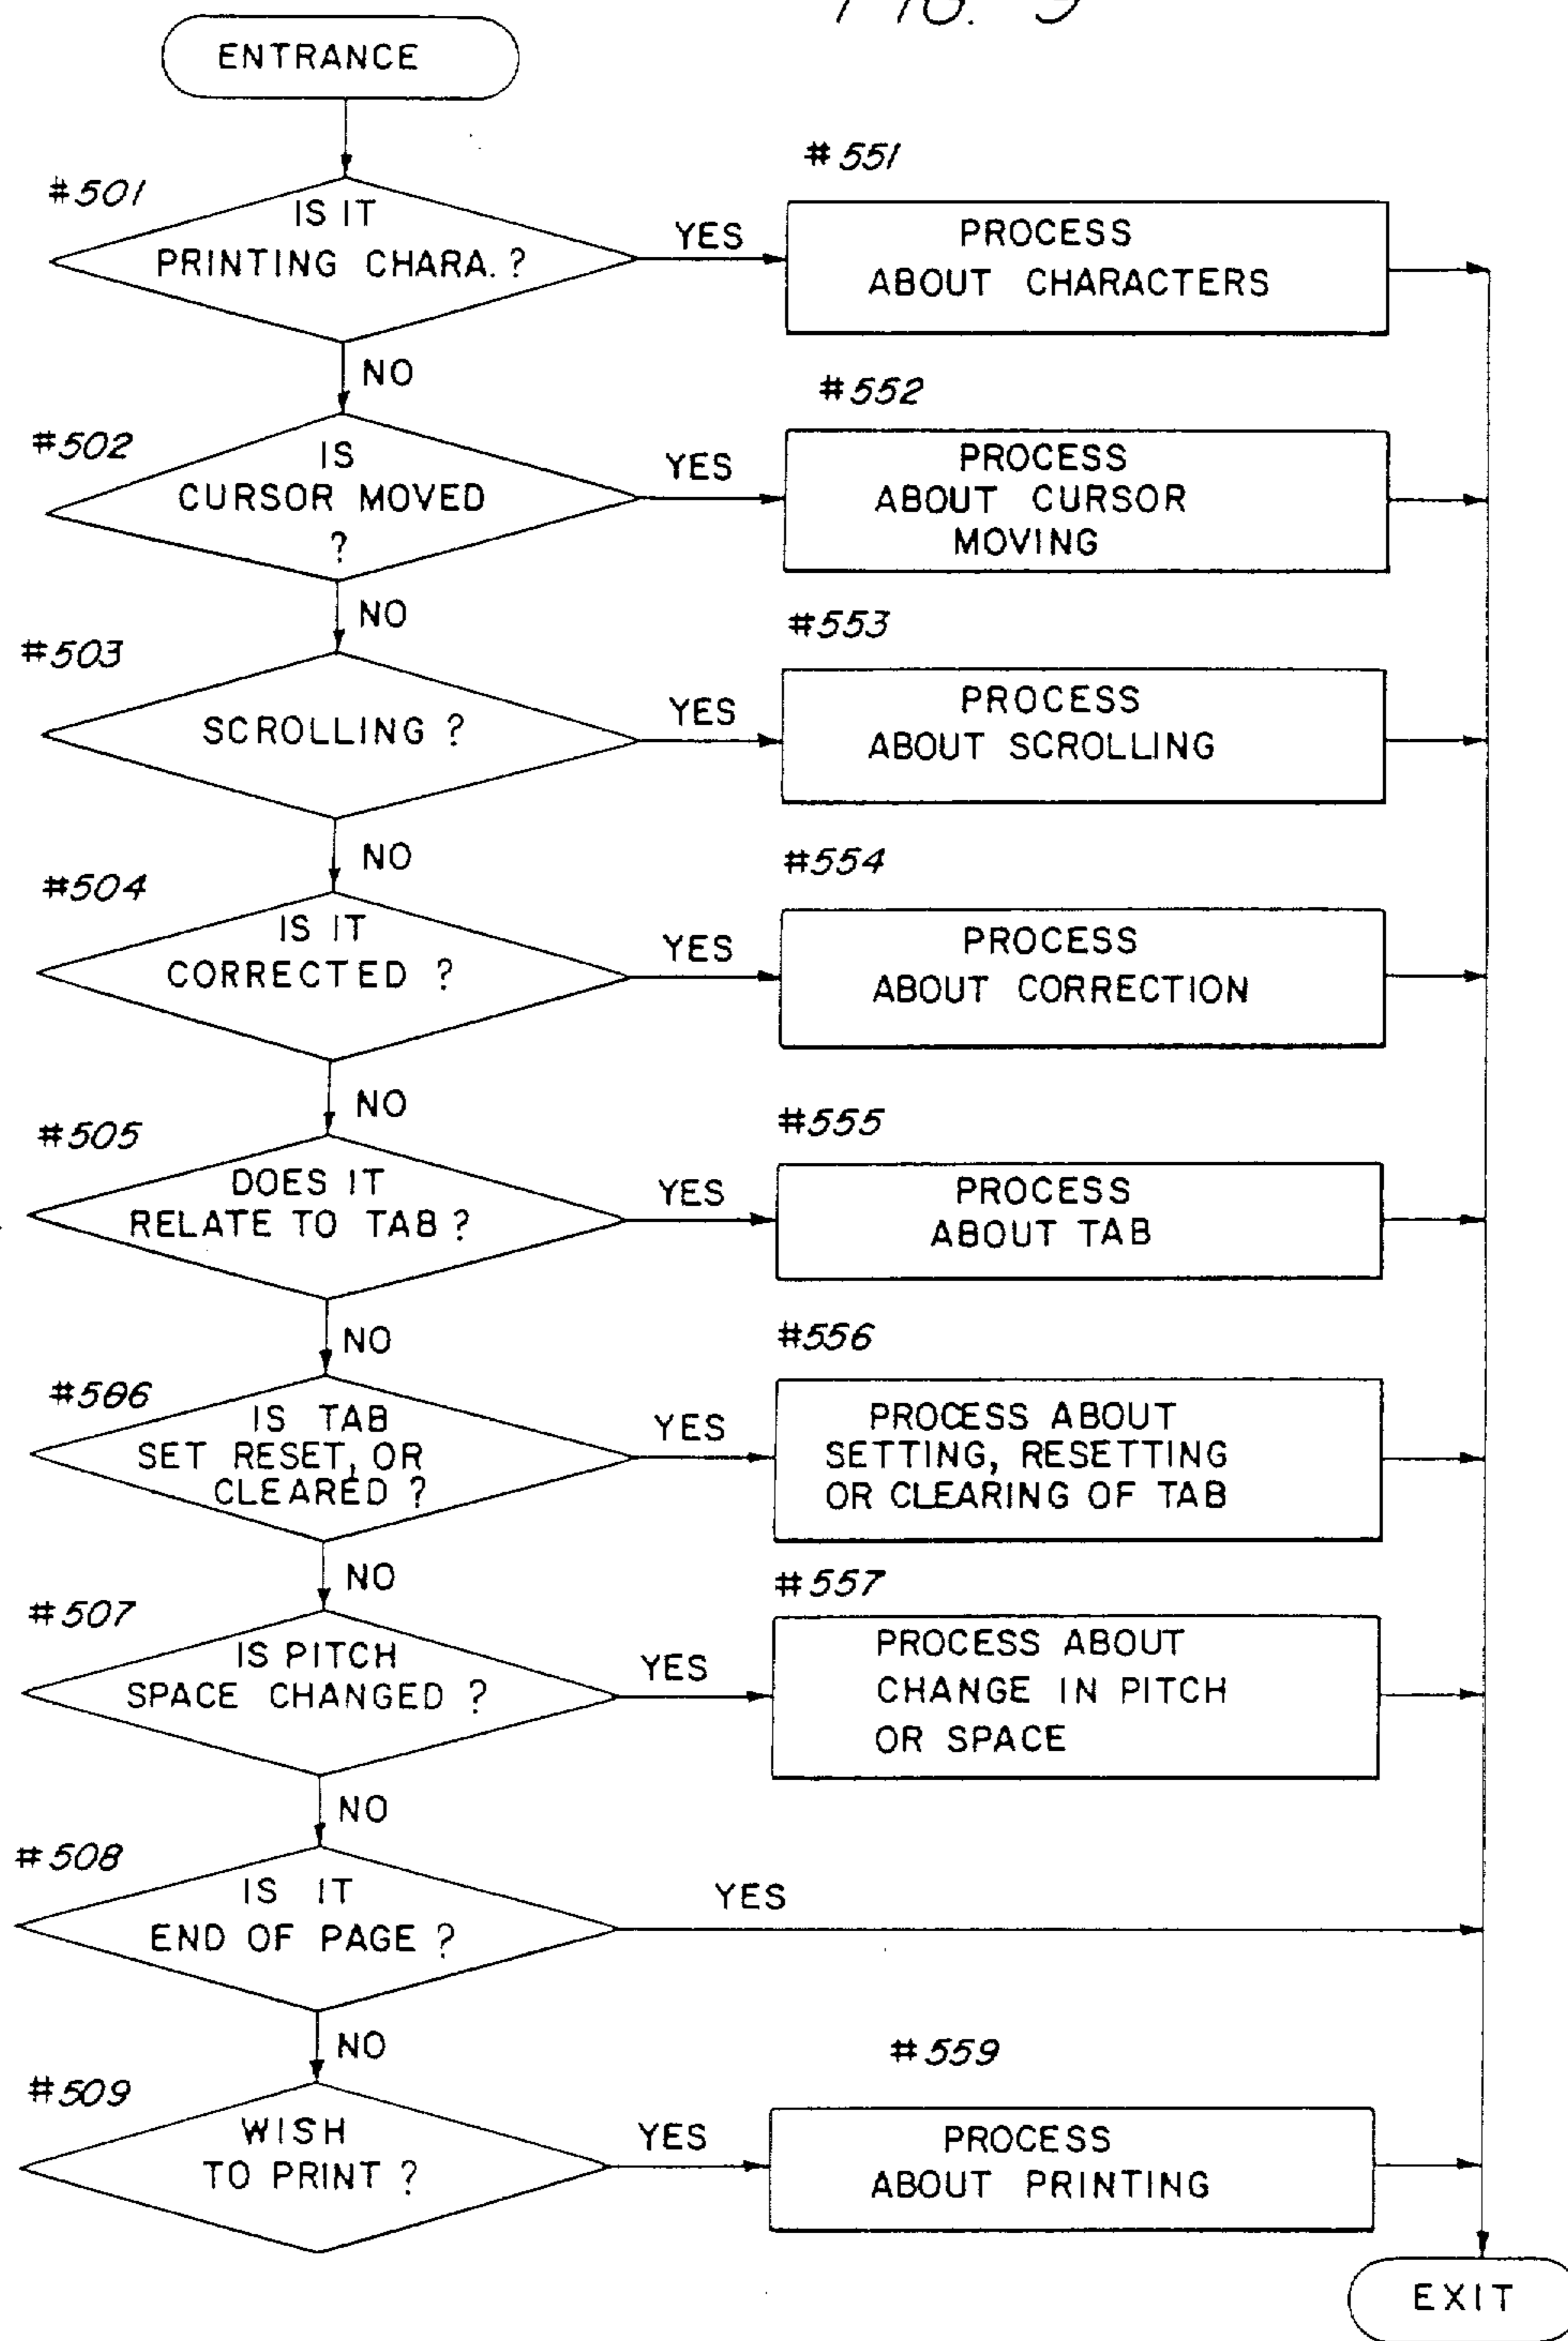 FIG. 5
ENTRANCE
#501
IS IT
PRINTING CHARA. ?
YES
#551
PROCESS
ABOUT CHARACTERS
NO
#502
IS
CURSOR MOVED
?
YES
#552
PROCESS
ABOUT CURSOR
MOVING
NO
#503
SCROLLING ?
YES
#553
PROCESS
ABOUT SCROLLING
NO
#504
IS IT
CORRECTED ?
YES
#554
PROCESS
ABOUT CORRECTION
NO
#505
DOES IT
RELATE TO TAB ?
YES
#555
PROCESS
ABOUT TAB
NO
#506
IS TAB
SET RESET, OR
CLEARED ?
YES
#556
PROCESS ABOUT
SETTING, RESETTING
OR CLEARING OF TAB
NO
#507
IS PITCH
SPACE CHANGED ?
YES
#557
PROCESS ABOUT
CHANGE IN PITCH
OR SPACE
NO
#508
IS IT
END OF PAGE ?
YES
NO
#509
WISH
TO PRINT ?
YES
#559
PROCESS
ABOUT PRINTING
EXIT